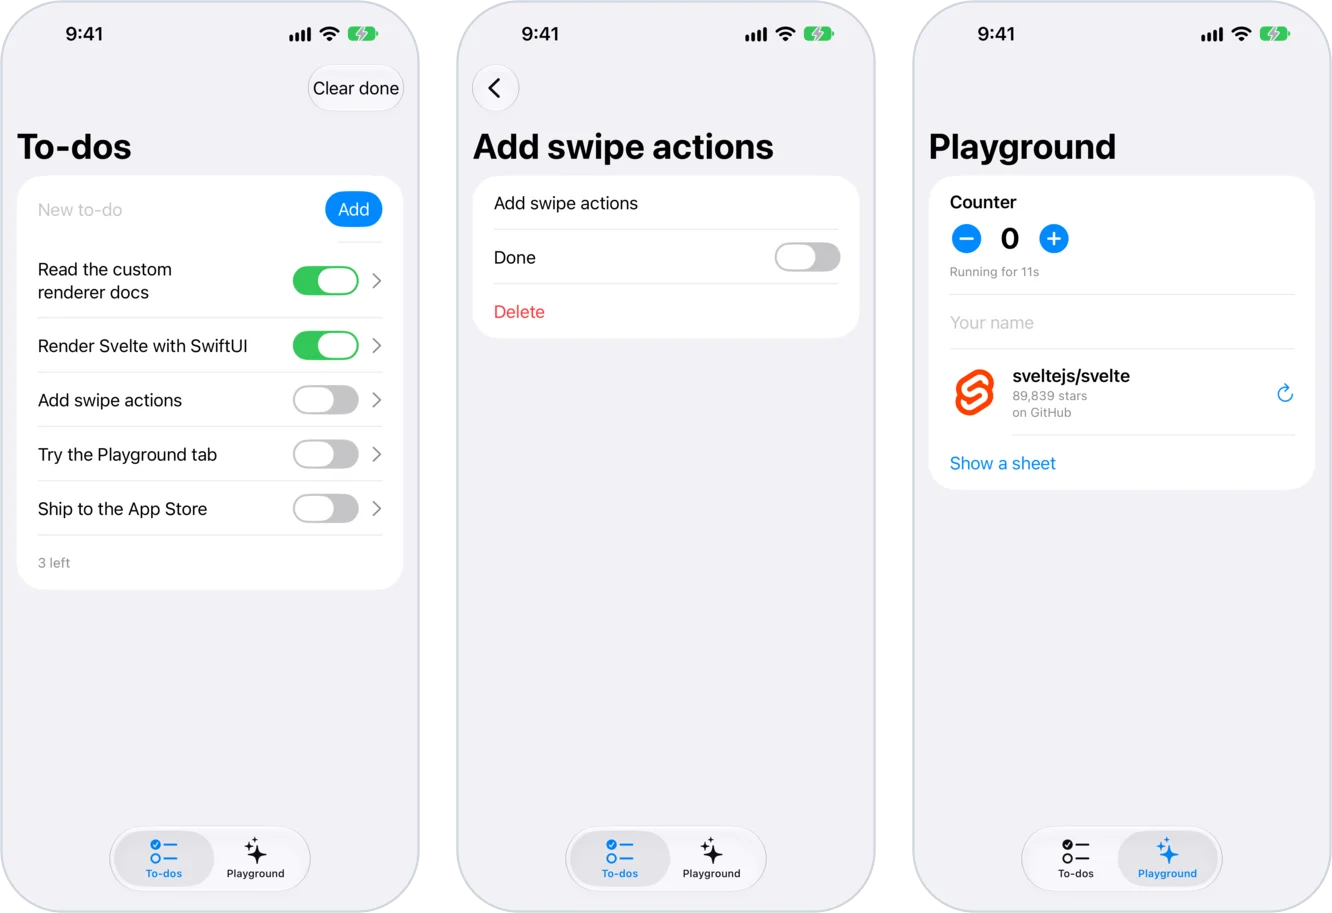 9:41
Clear done
To-dos
New to-do
Add
Read the custom
renderer docs
Render Svelte with SwiftUI
Add swipe actions
Try the Playground tab
Ship to the App Store
3 left
To-dos
Playground
9:41
Add swipe actions
Add swipe actions
Done
Delete
To-dos
Playground
9:41
Playground
Counter
0
Running for 11s
Your name
sveltejs/svelte
89,839 stars
on GitHub
Show a sheet
To-dos
Playground